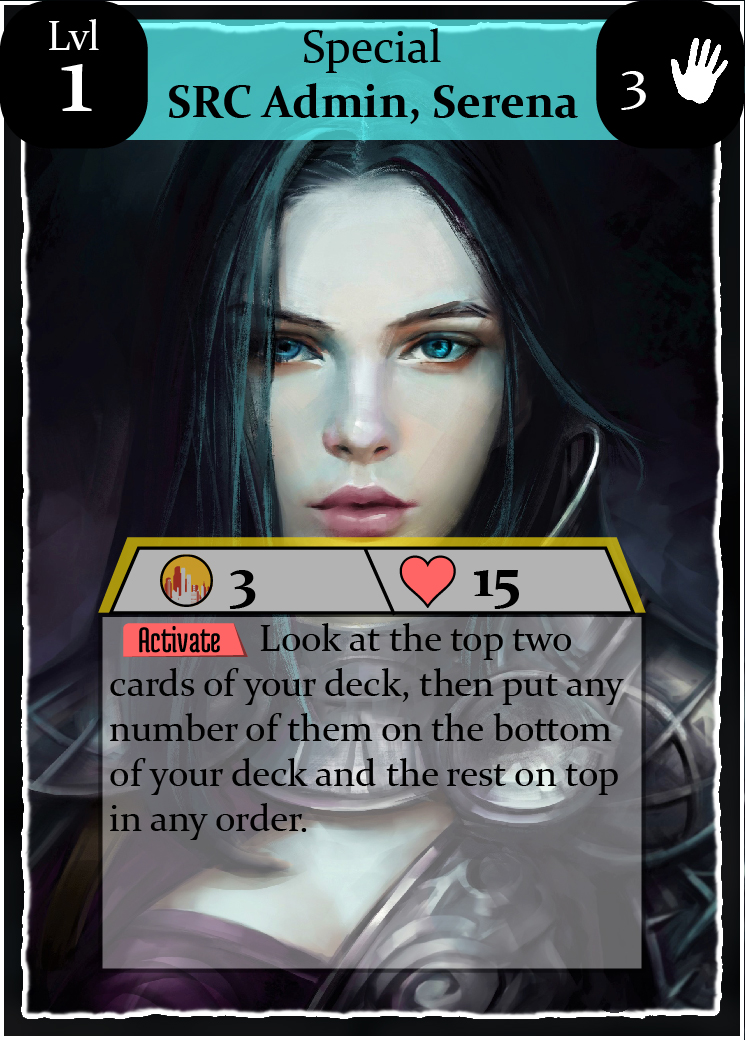 Lvl
1
Special
SRC Admin, Serena
3
3
15
Activate Look at the top two
cards of your deck, then put any
number of them on the bottom
of your deck and the rest on top
in any order.